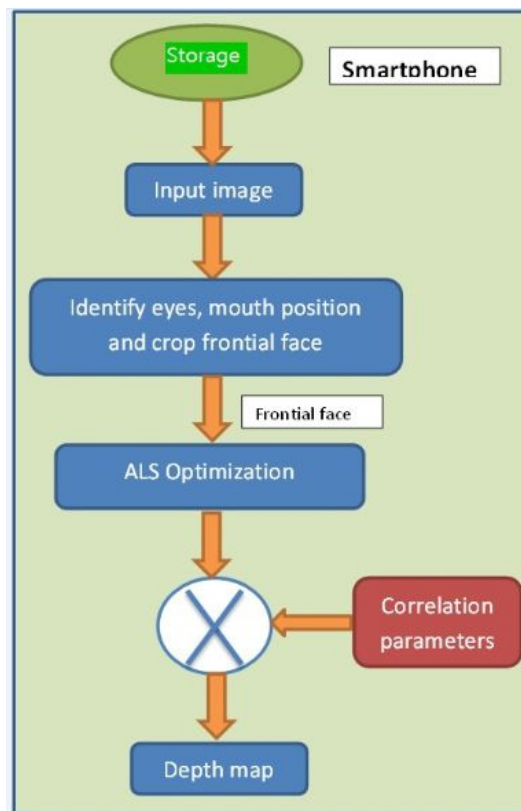 Storage
Smartphone
Input image
Identify eyes, mouth position
and crop frontial face
Frontial face
ALS Optimization
Correlation
parameters
Depth map